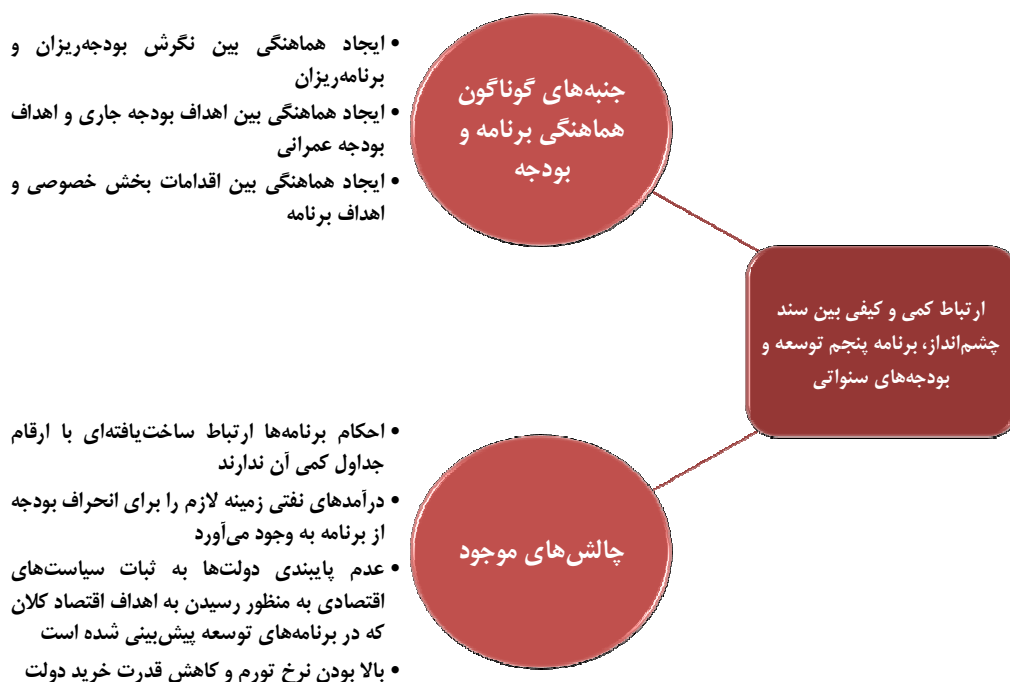 ارتباط کمی و کیفی بین سند
چشم‌انداز، برنامه پنجم توسعه و
بودجه‌های سنواتی
جنبه‌های گوناگون
هماهنگی برنامه و
بودجه
• ایجاد هماهنگی بین نگرش بودجه‌ریزان و
برنامه‌ریزان
• ایجاد هماهنگی بین اهداف بودجه جاری و اهداف
بودجه عمرانی
• ایجاد هماهنگی بین اقدامات بخش خصوصی و
اهداف برنامه
چالش‌های موجود
• احکام برنامه‌ها ارتباط ساخت‌یافته‌ای با ارقام
جداول کمی آن ندارند
• درآمدهای نفتی زمینه لازم را برای انحراف بودجه
از برنامه به وجود می‌آورد
• عدم پایبندی دولت‌ها به ثبات سیاست‌های
اقتصادی به منظور رسیدن به اهداف اقتصاد کلان
که در برنامه‌های توسعه پیش‌بینی شده است
• بالا بودن نرخ تورم و کاهش قدرت خرید دولت